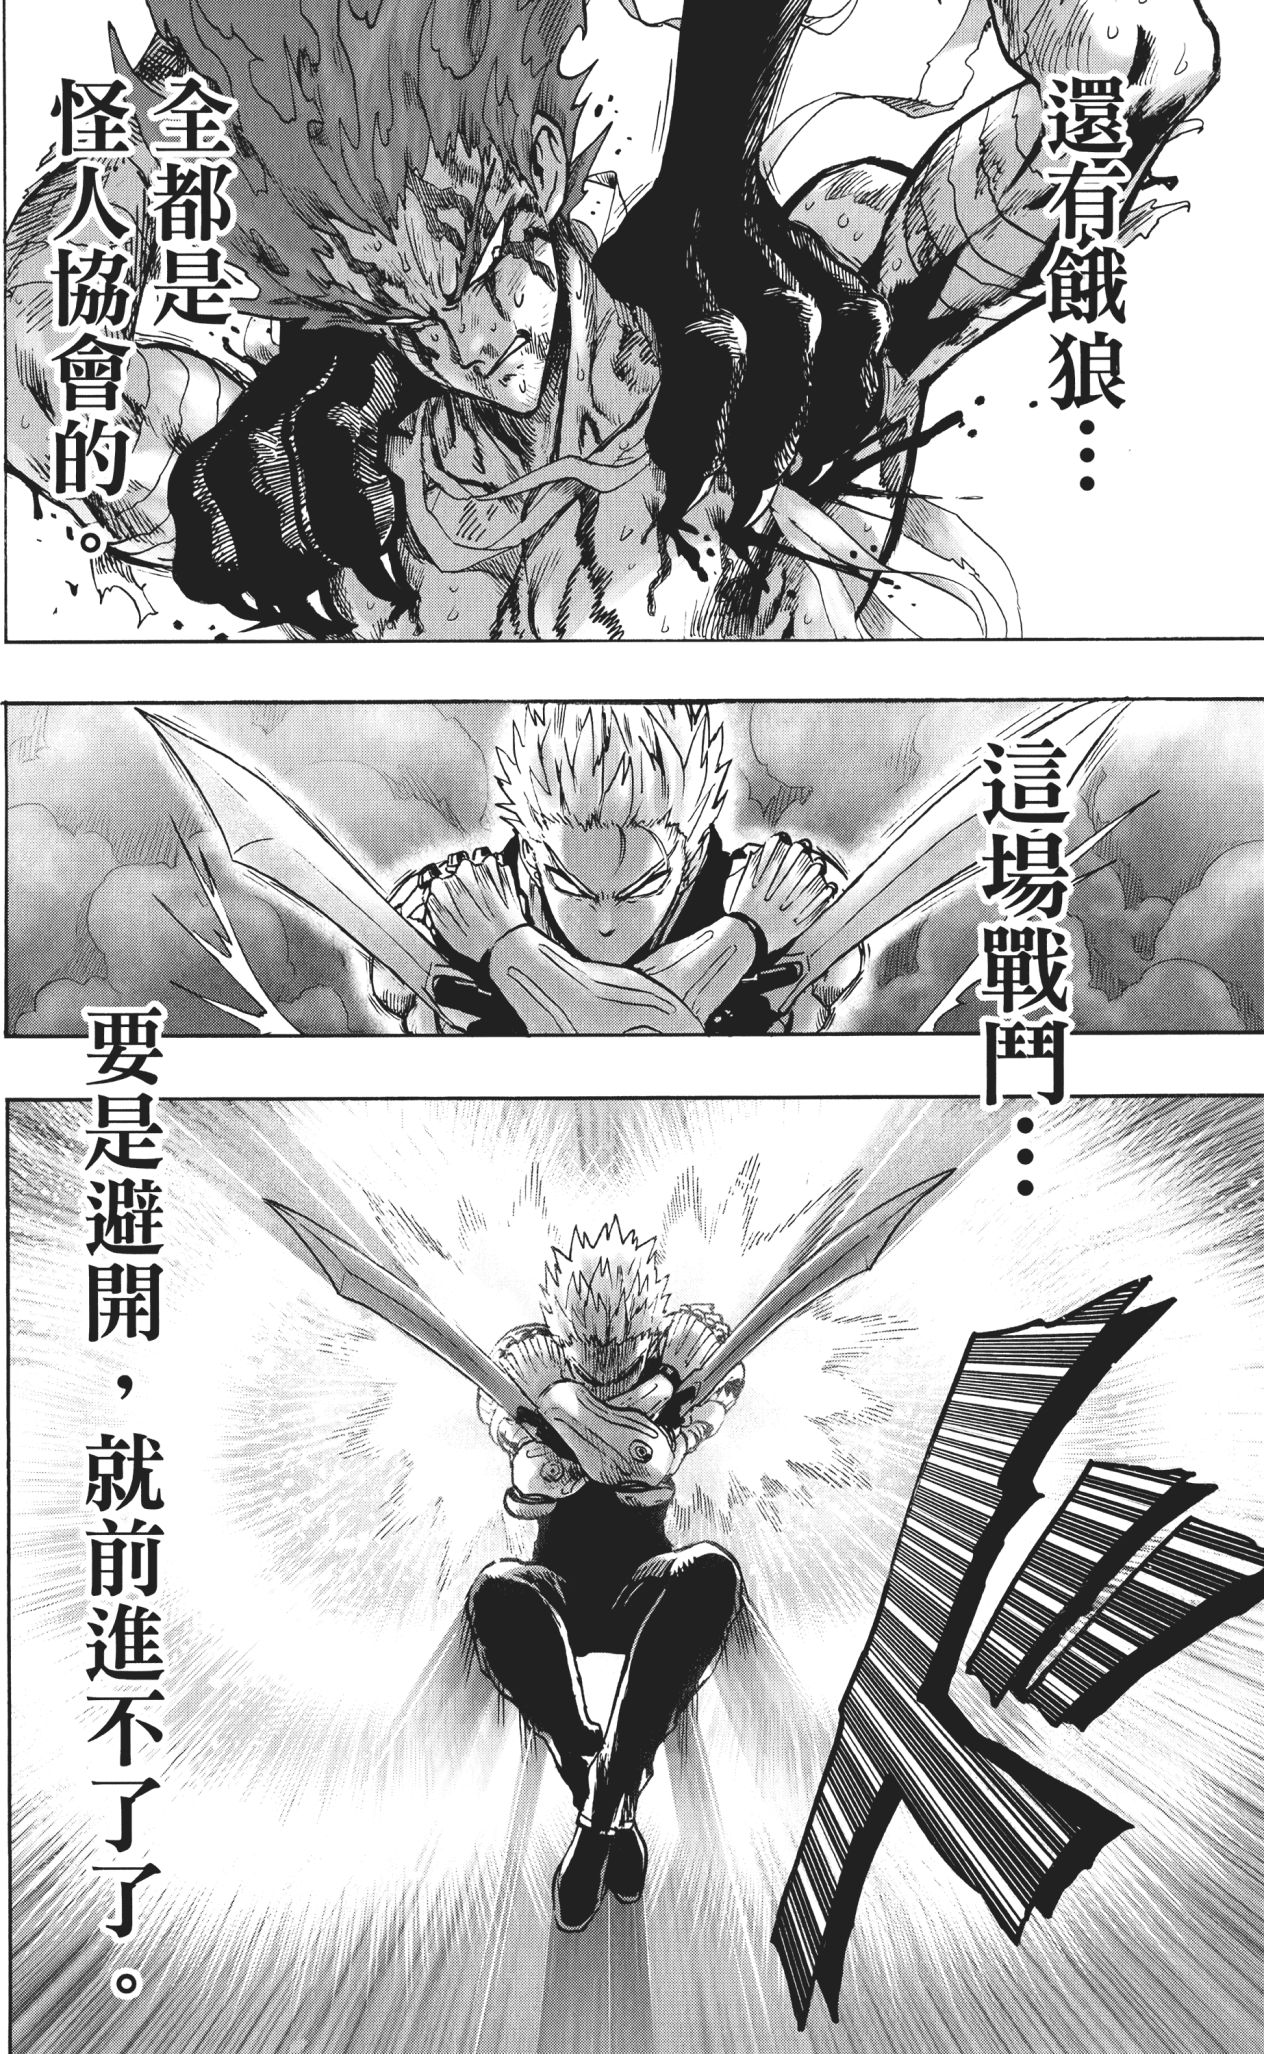 還有餓狼…
全都是
怪人協會的。
這場戰鬥…
要是避開，就前進不了了。
ド